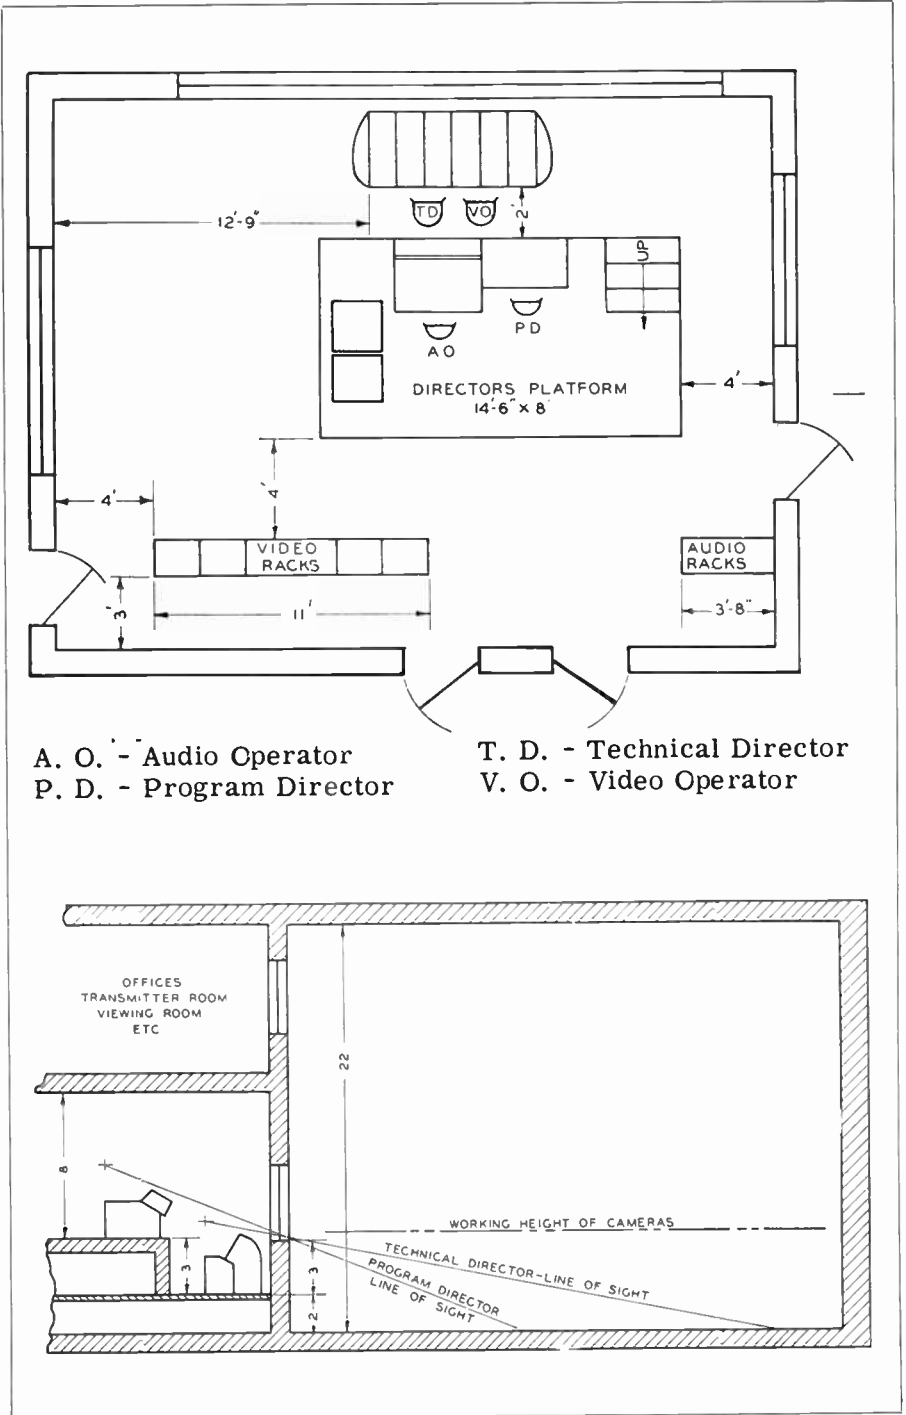 12'-9"
TD
VO
2'
UP
AO
PD
DIRECTORS PLATFORM
14'-6" X 8'
4'
4'
4'
VIDEO
RACKS
AUDIO
RACKS
3'
11'
3'-8"
A. O. - Audio Operator
P. D. - Program Director
T. D. - Technical Director
V. O. - Video Operator
OFFICES
TRANSMITTER ROOM
VIEWING ROOM
ETC
22
8
WORKING HEIGHT OF CAMERAS
TECHNICAL DIRECTOR-LINE OF SIGHT
PROGRAM DIRECTOR
LINE OF SIGHT
3
3
2